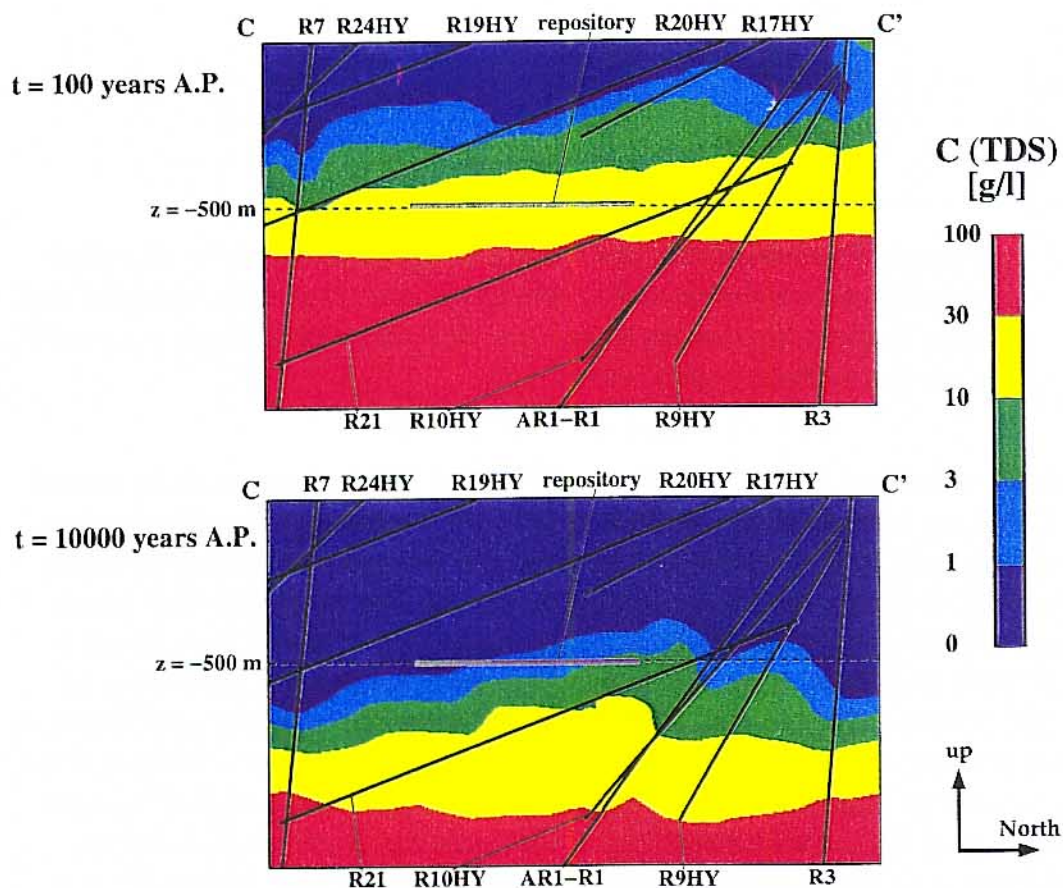 C R7 R24HY R19HY repository R20HY R17HY C'
t = 100 years A.P.
z = −500 m
R21 R10HY AR1−R1 R9HY R3
C R7 R24HY R19HY repository R20HY R17HY C'
t = 10000 years A.P.
z = −500 m
R21 R10HY AR1−R1 R9HY R3
C (TDS)
[g/l]
100
30
10
3
1
0
up
North